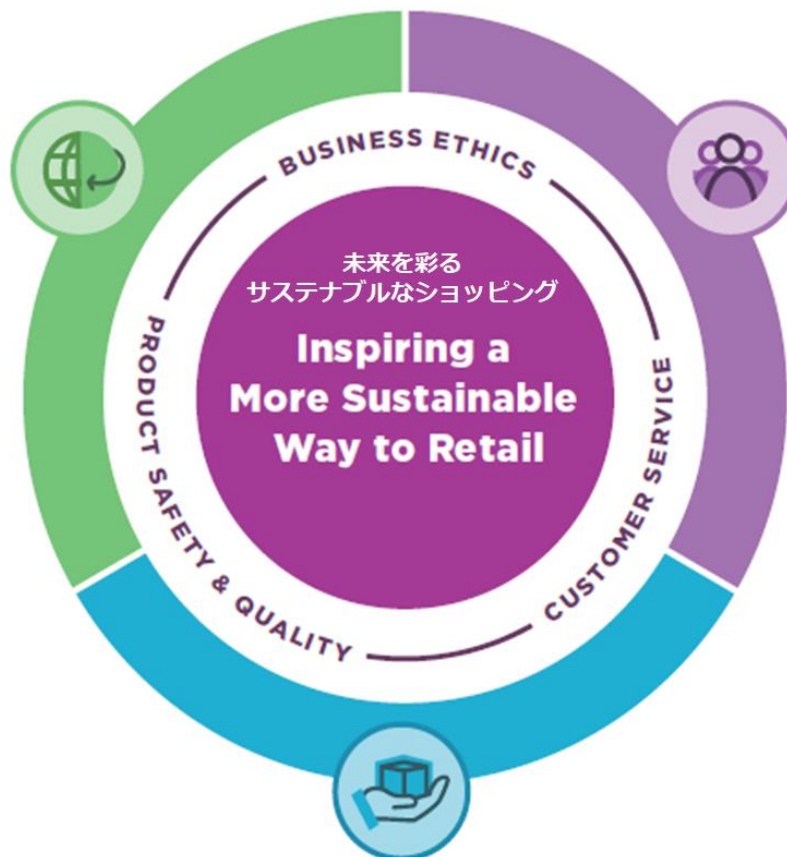 BUSINESS ETHICS
未来を彩る
サステナブルなショッピング
Inspiring a
More Sustainable
Way to Retail
PRODUCT SAFETY & QUALITY
CUSTOMER SERVICE